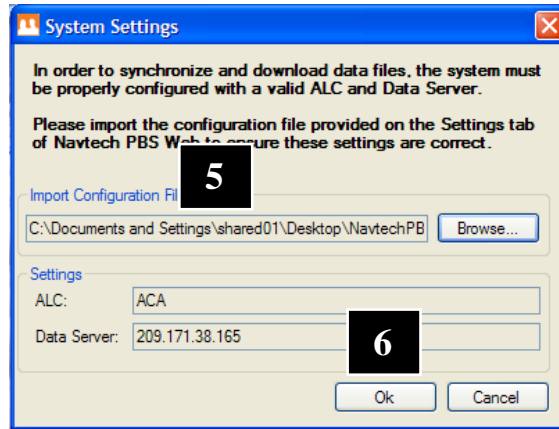 System Settings
In order to synchronize and download data files, the system must
be properly configured with a valid ALC and Data Server.
Please import the configuration file provided on the Settings tab
of Navtech PBS Web to ensure these settings are correct.
5
Import Configuration Fil
C:\Documents and Settings\shared01\Desktop\NavtechPB
Browse...
Settings
ALC: ACA
Data Server: 209.171.38.165
6
Ok Cancel